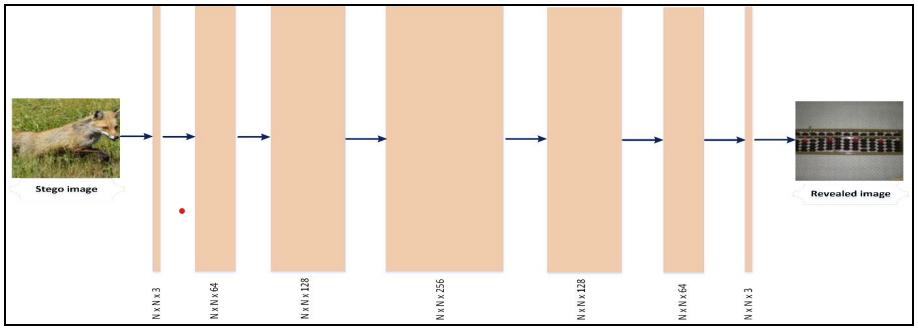 Stego image
Revealed image
N x N x 3
N x N x 64
N x N x 128
N x N x 256
N x N x 128
N x N x 64
N x N x 3